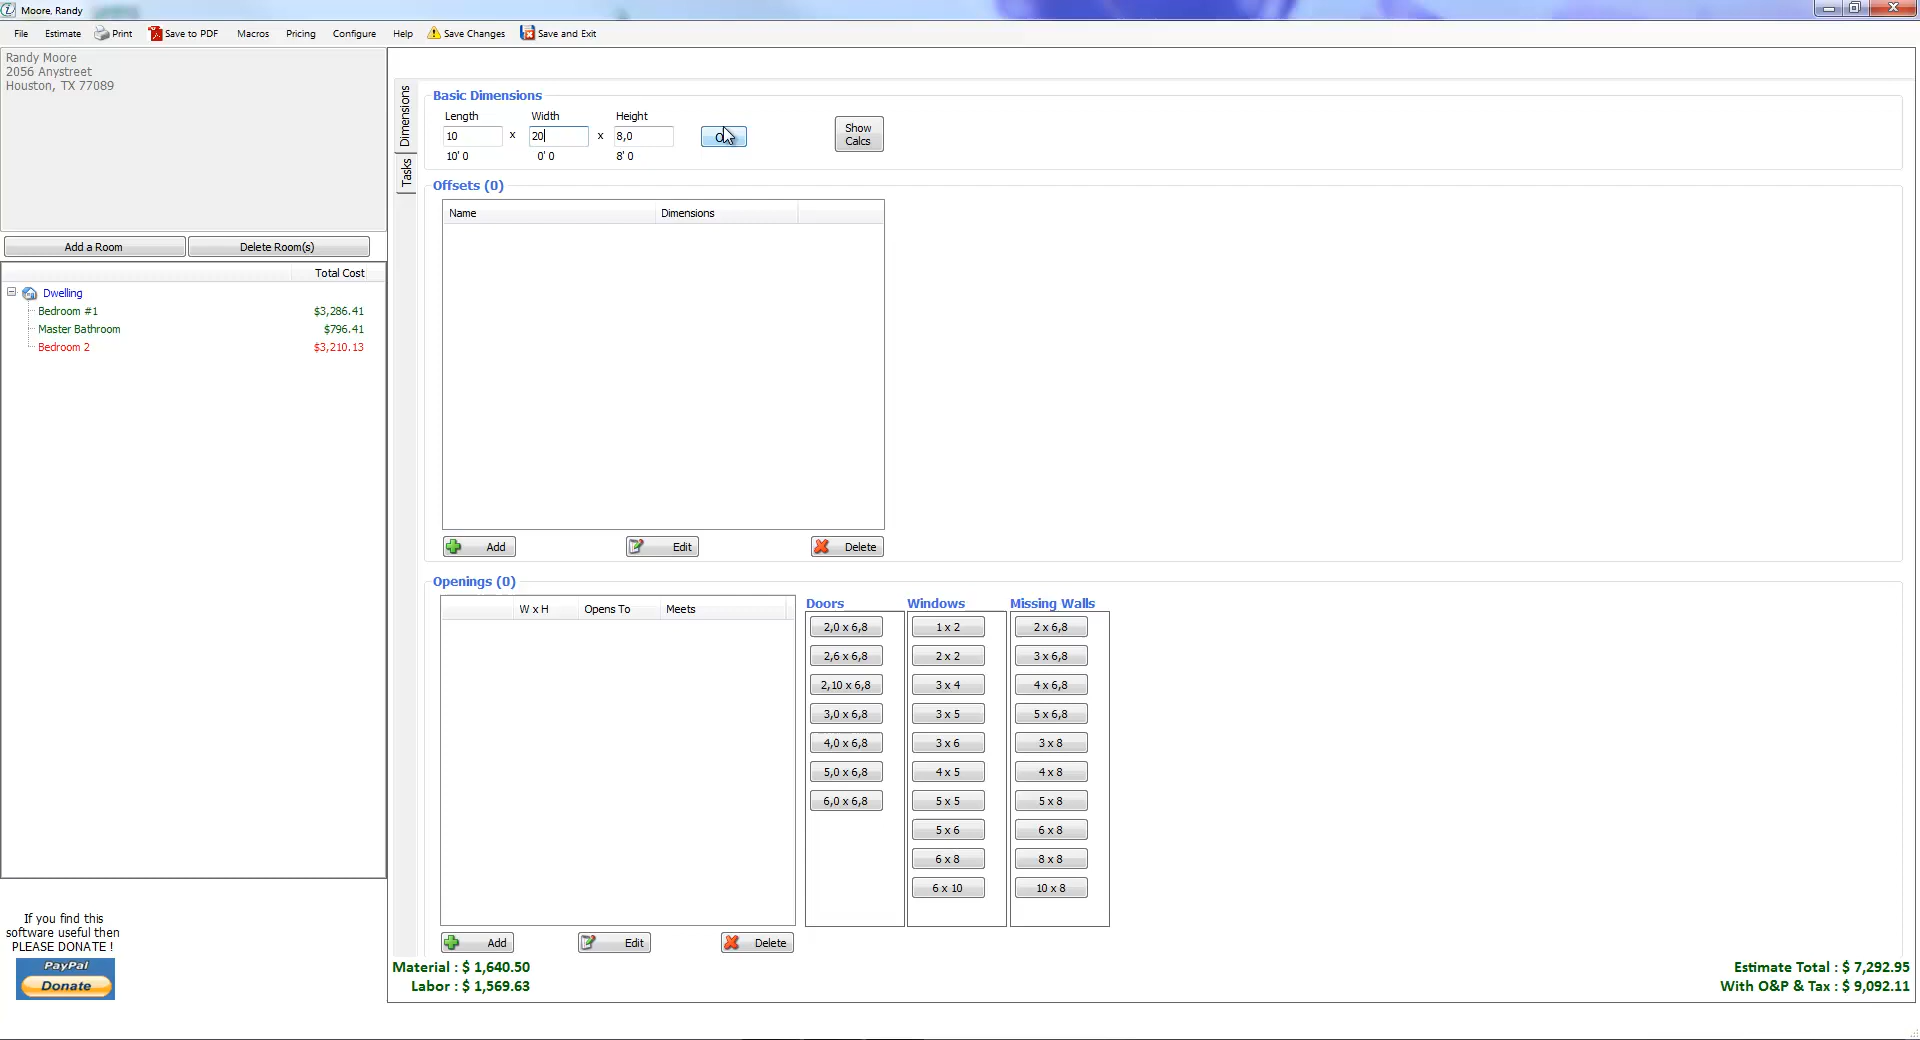 Moore, Randy
File Estimate Print Save to PDF Macros Pricing Configure Help Save Changes Save and Exit
Randy Moore
2056 Anystreet
Houston, TX 77089
Add a Room Delete Room(s)
Total Cost
Dwelling
Bedroom #1 $3,286.41
Master Bathroom $796.41
Bedroom 2 $3,210.13
If you find this
software useful then
PLEASE DONATE !
PayPal
Donate
Dimensions
Tasks
Basic Dimensions
Length Width Height
10 x 20 x 8,0
10' 0 0' 0 8' 0
Show
Calcs
Offsets (0)
Name Dimensions
Add Edit Delete
Openings (0)
W x H Opens To Meets
Add Edit Delete
Doors
2,0 x 6,8
2,6 x 6,8
2,10 x 6,8
3,0 x 6,8
4,0 x 6,8
5,0 x 6,8
6,0 x 6,8
Windows
1 x 2
2 x 2
3 x 4
3 x 5
3 x 6
4 x 5
5 x 5
5 x 6
6 x 8
6 x 10
Missing Walls
2 x 6,8
3 x 6,8
4 x 6,8
5 x 6,8
3 x 8
4 x 8
5 x 8
6 x 8
8 x 8
10 x 8
Material : $ 1,640.50
Labor : $ 1,569.63
Estimate Total : $ 7,292.95
With O&P & Tax : $ 9,092.11